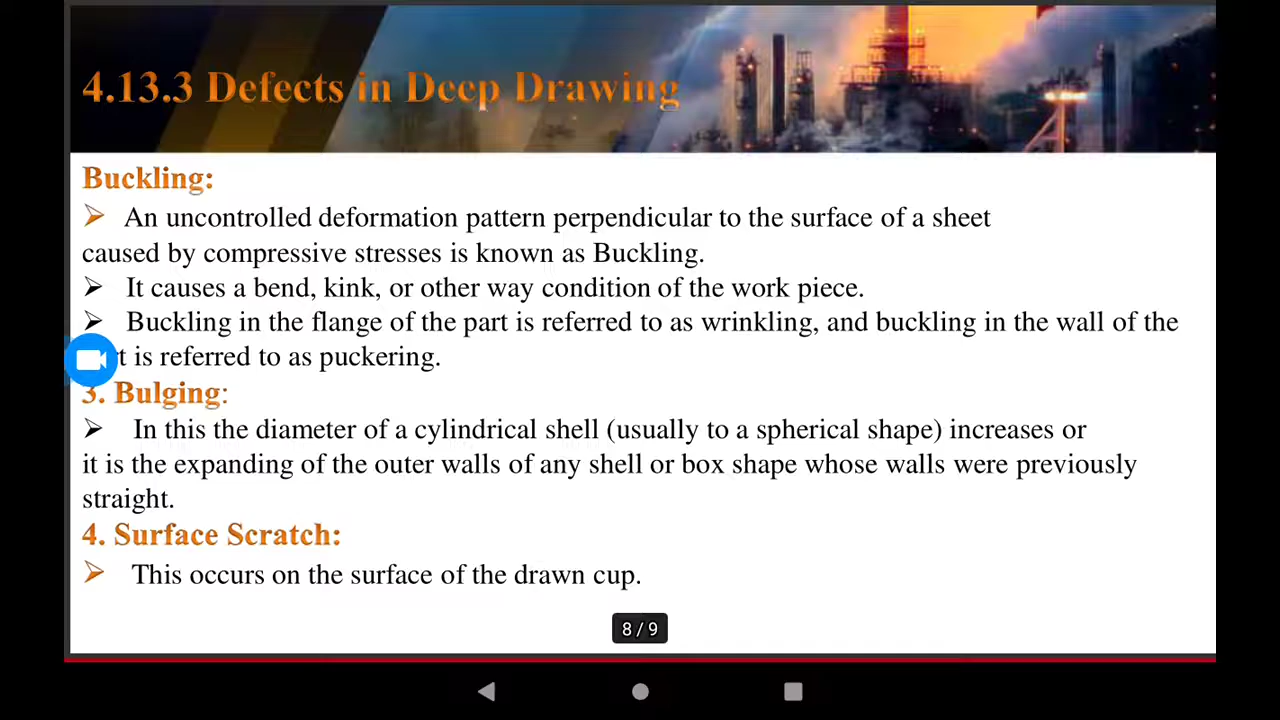 4.13.3 Defects in Deep Drawing
Buckling:
➢ An uncontrolled deformation pattern perpendicular to the surface of a sheet
caused by compressive stresses is known as Buckling.
➢ It causes a bend, kink, or other way condition of the work piece.
➢ Buckling in the flange of the part is referred to as wrinkling, and buckling in the wall of the
is referred to as puckering.
3. Bulging:
➢ In this the diameter of a cylindrical shell (usually to a spherical shape) increases or
it is the expanding of the outer walls of any shell or box shape whose walls were previously
straight.
4. Surface Scratch:
➢ This occurs on the surface of the drawn cup.
8/9